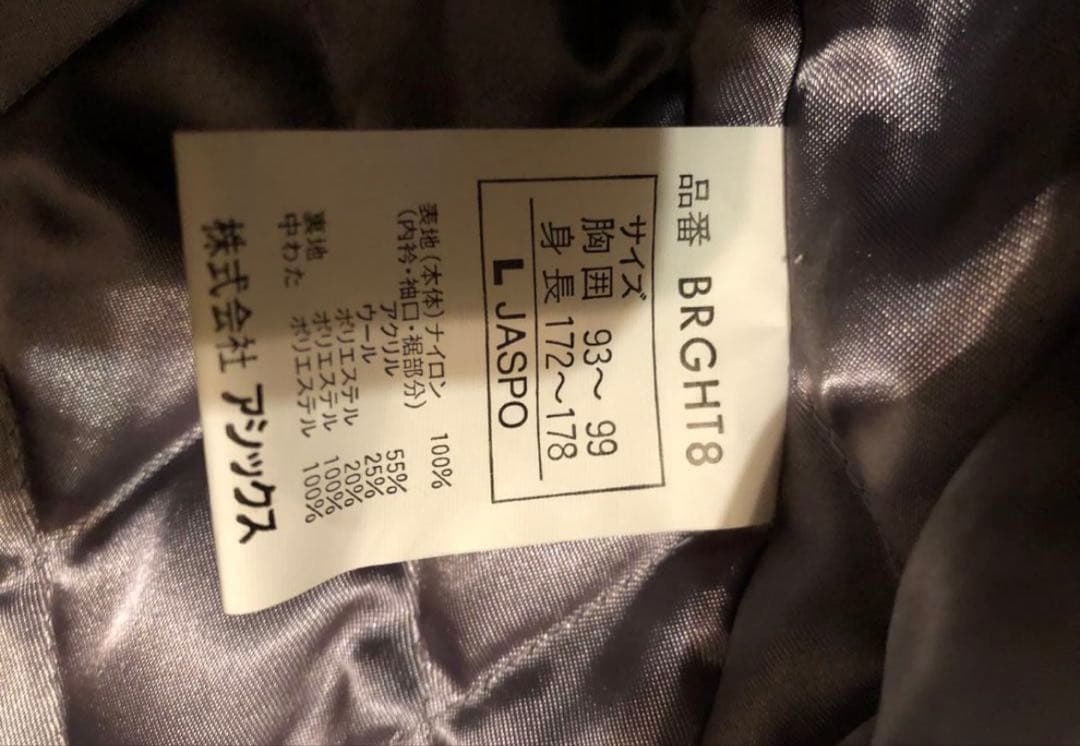 品番 BRGHT8
サイズ
胸囲 93～ 99
身長 172～178
L JASPO
表地(本体)ナイロン 100%
(内衿・袖口・裾部分)
アクリル 55%
ウール 25%
ポリエステル 20%
裏地 ポリエステル 100%
中わた ポリエステル 100%
株式会社 アシックス